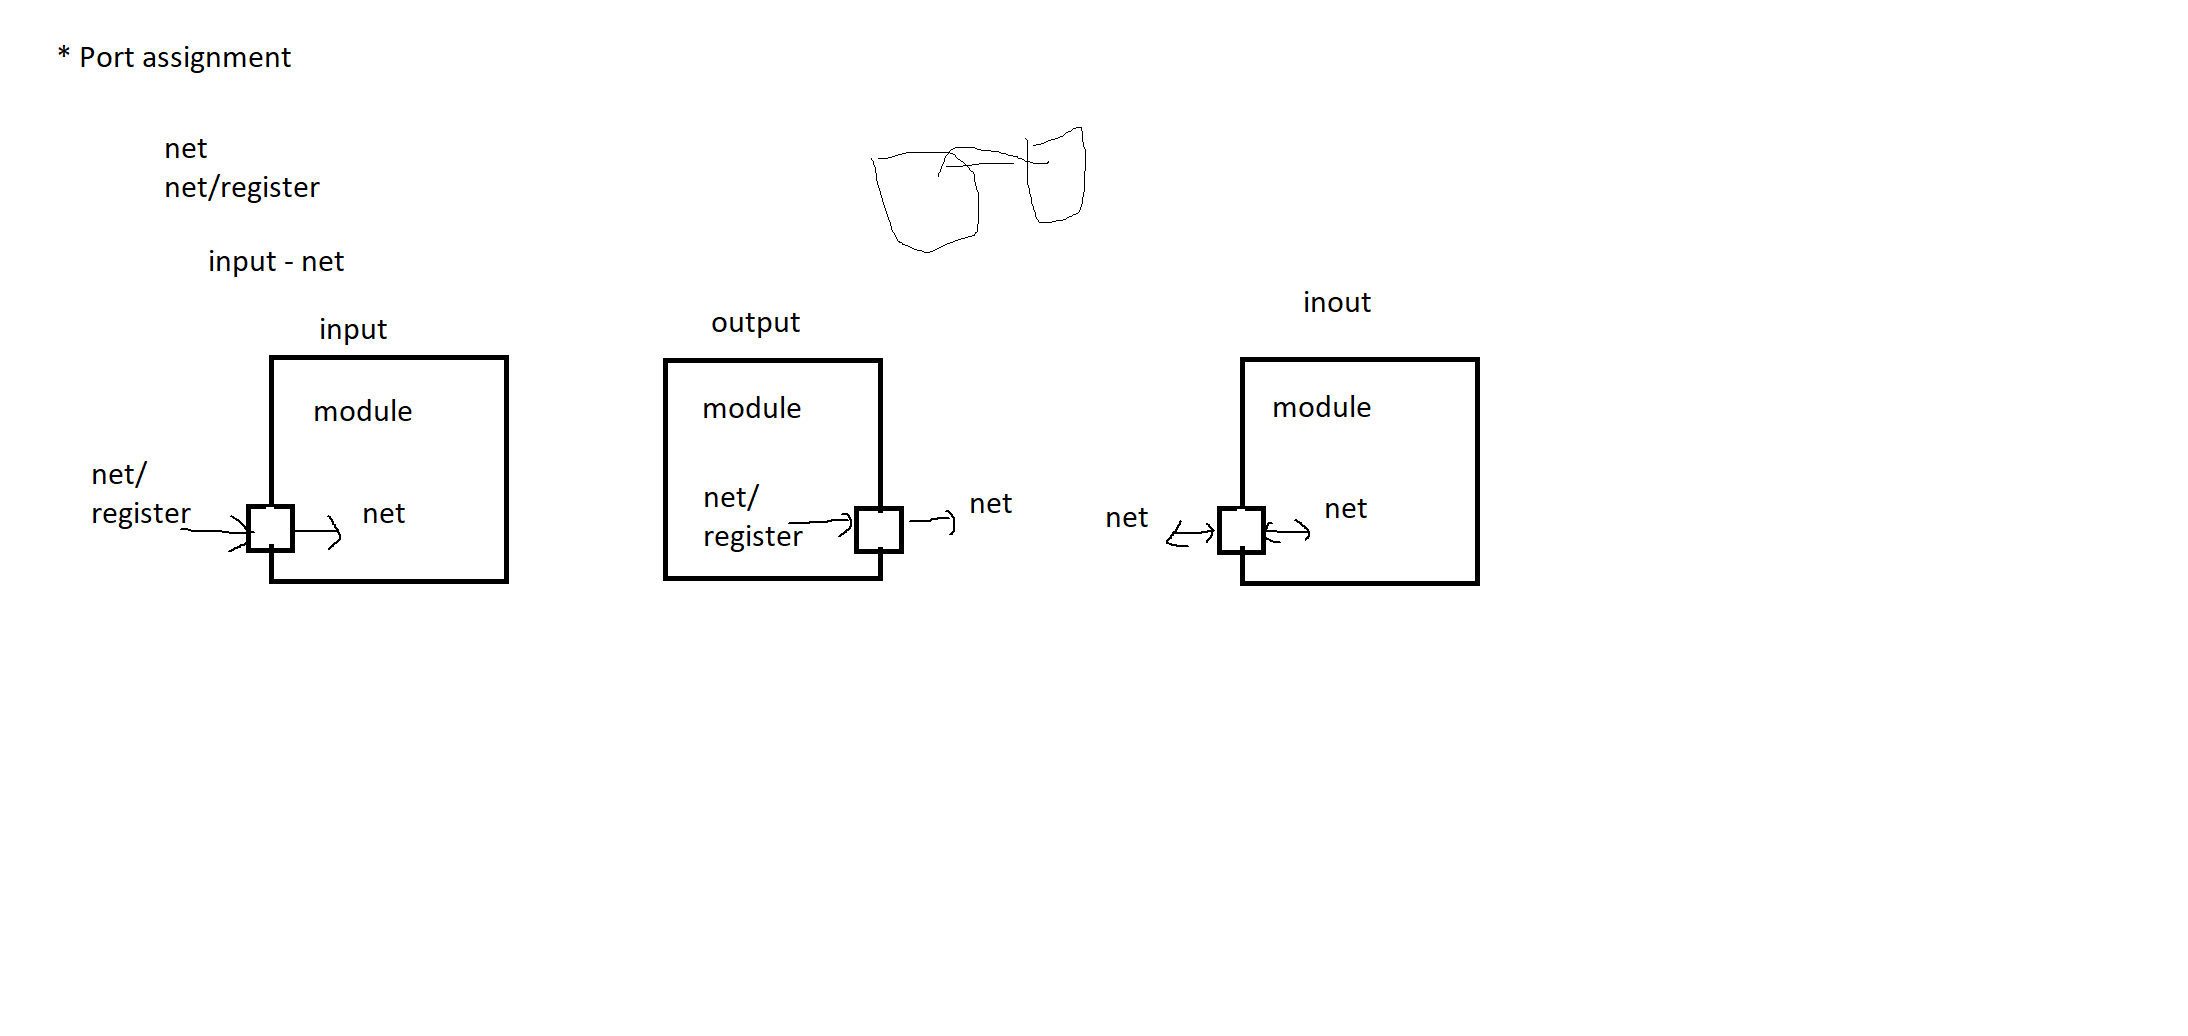 * Port assignment
net
net/register
input - net
input
module
net/
register
net
output
module
net/
register
net
inout
module
net
net